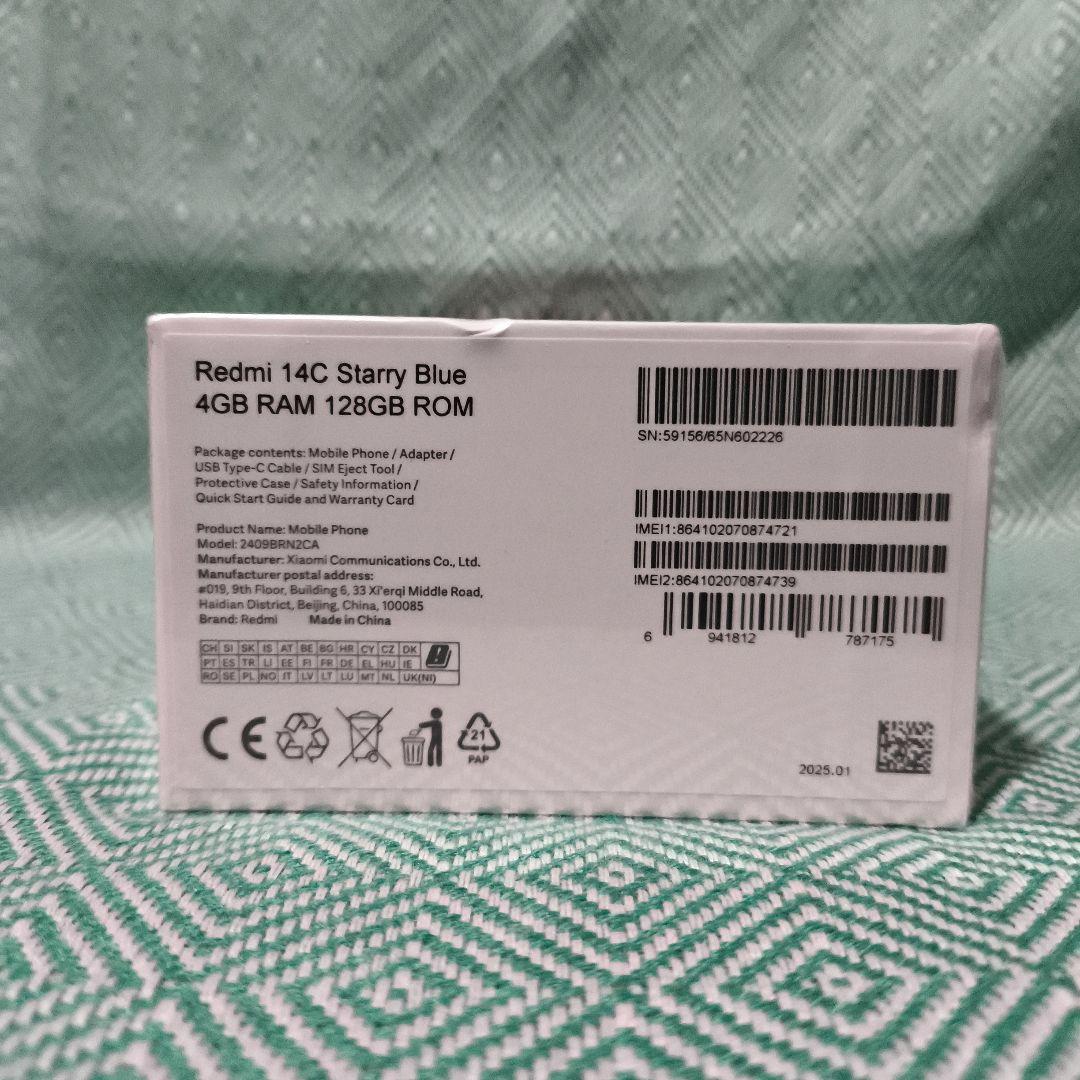 Redmi 14C Starry Blue
4GB RAM 128GB ROM
Package contents: Mobile Phone / Adapter /
USB Type-C Cable / SIM Eject Tool /
Protective Case / Safety Information /
Quick Start Guide and Warranty Card
Product Name: Mobile Phone
Model: 2409BRN2CA
Manufacturer: Xiaomi Communications Co., Ltd.
Manufacturer postal address:
#019, 9th Floor, Building 6, 33 Xi'erqi Middle Road,
Haidian District, Beijing, China, 100085
Brand: Redmi Made in China
CH SI SK IS AT BE BG HR CY CZ DK
PT ES TR LI EE FI FR DE EL HU IE
RO SE PL NO IT LV LT LU MT NL UK(NI)
CE
21
PAP
SN:59156/65N602226
IMEI1:864102070874721
IMEI2:864102070874739
6 941812 787175
2025.01